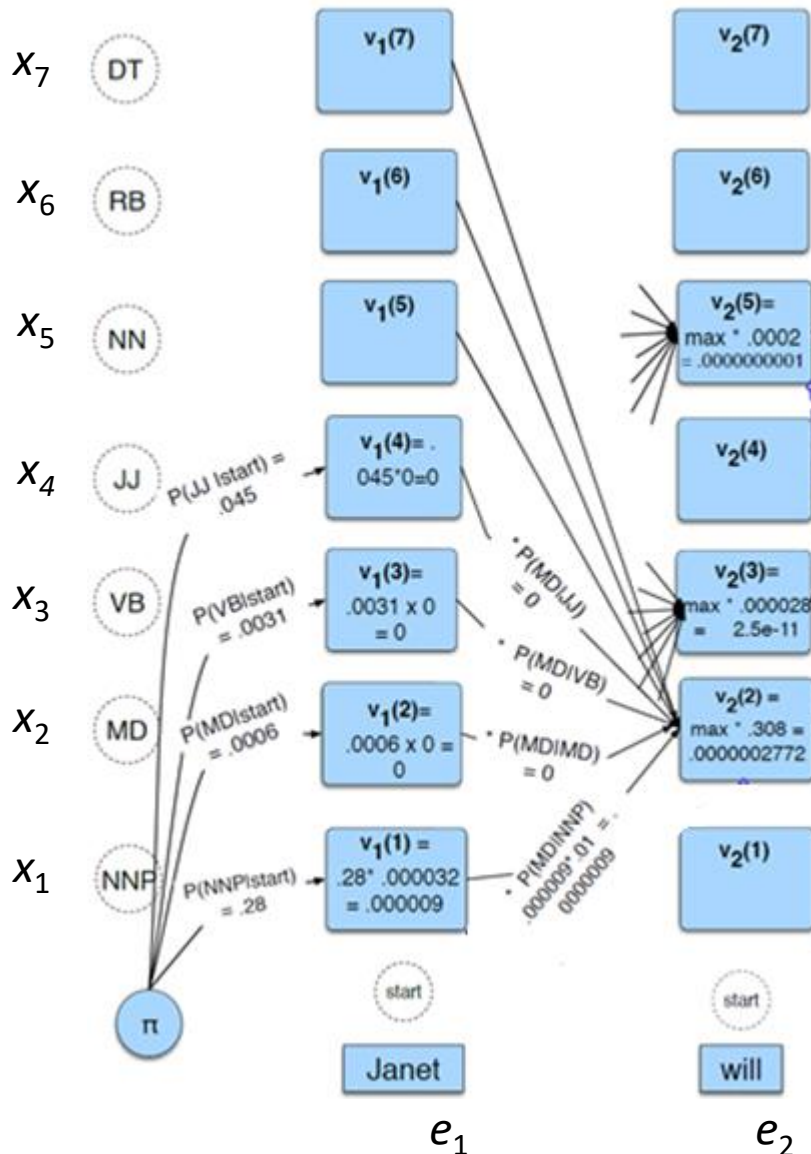 x7
DT
v1(7)
v2(7)
x6
RB
v1(6)
v2(6)
x5
NN
v1(5)
v2(5)=
max * .0002
= .0000000001
x4
JJ
P(JJ |start) =
.045
v1(4)= .
045*0=0
* P(MD|JJ)
= 0
v2(4)
x3
VB
P(VB|start)
= .0031
v1(3)=
.0031 x 0
= 0
* P(MD|VB)
= 0
v2(3)=
max * .000028
= 2.5e-11
x2
MD
P(MD|start)
= .0006
v1(2)=
.0006 x 0 =
0
* P(MD|MD)
= 0
v2(2) =
max * .308 =
.0000002772
x1
NNP
P(NNP|start)
= .28
v1(1) =
.28* .000032
= .000009
* P(MD|NNP)
.000009*.01 = .
0000009
v2(1)
π
start
start
Janet
will
e1
e2